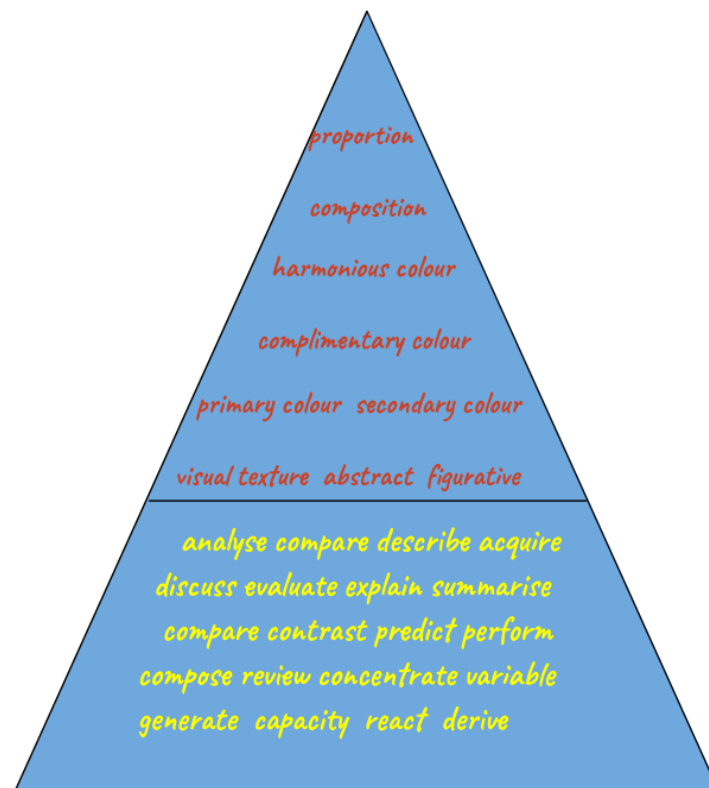 proportion
composition
harmonious colour
complimentary colour
primary colour secondary colour
visual texture abstract figurative
analyse compare describe acquire
discuss evaluate explain summarise
compare contrast predict perform
compose review concentrate variable
generate capacity react derive